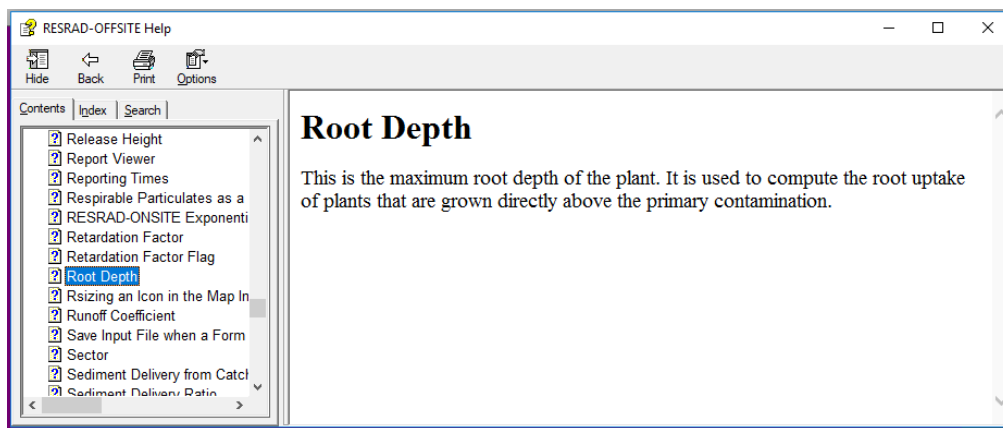 RESRAD-OFFSITE Help
Hide Back Print Options
Contents Index Search
Release Height
Report Viewer
Reporting Times
Respirable Particulates as a
RESRAD-ONSITE Exponenti
Retardation Factor
Retardation Factor Flag
Root Depth
Rsizing an Icon in the Map In
Runoff Coefficient
Save Input File when a Form
Sector
Sediment Delivery from Catch
Sediment Delivery Ratio
Root Depth
This is the maximum root depth of the plant. It is used to compute the root uptake
of plants that are grown directly above the primary contamination.